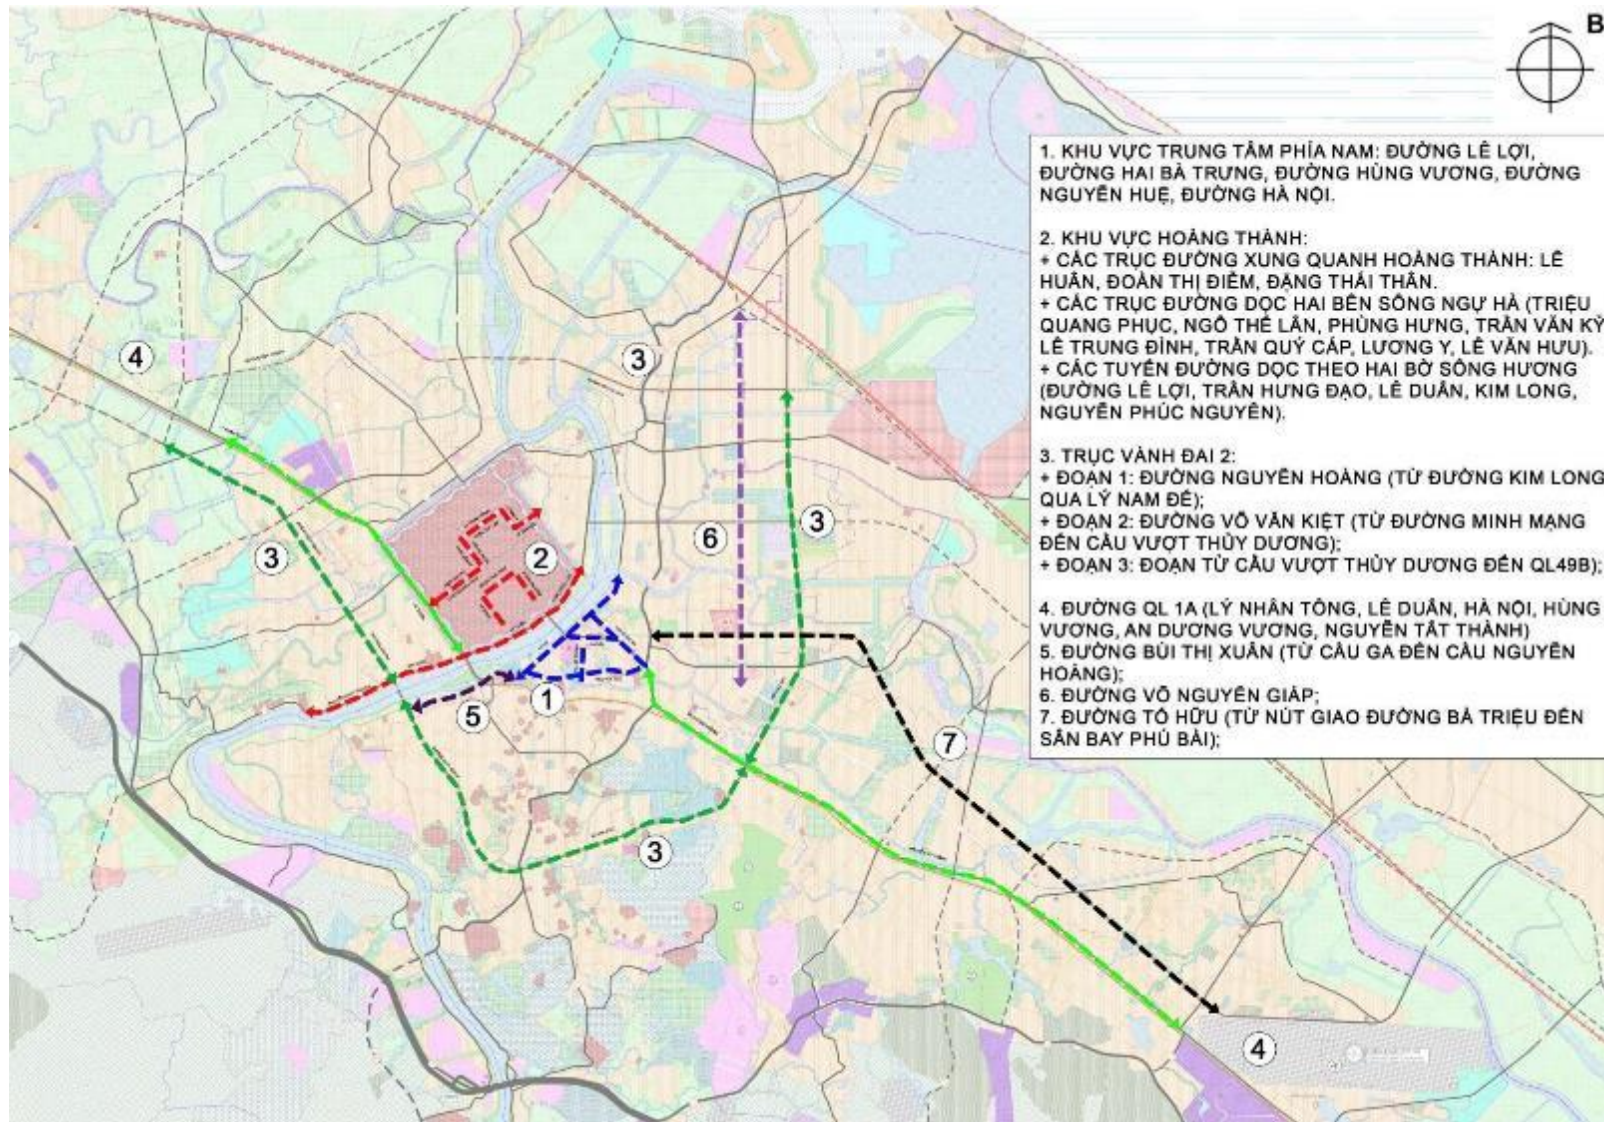 B
1. KHU VỰC TRUNG TÂM PHÍA NAM: ĐƯỜNG LÊ LỢI,
ĐƯỜNG HAI BÀ TRƯNG, ĐƯỜNG HÙNG VƯƠNG, ĐƯỜNG
NGUYỄN HUỆ, ĐƯỜNG HÀ NỘI.
2. KHU VỰC HOÀNG THÀNH:
+ CÁC TRỤC ĐƯỜNG XUNG QUANH HOÀNG THÀNH: LÊ
HUÂN, ĐOÀN THỊ ĐIỂM, ĐẶNG THÁI THÂN.
+ CÁC TRỤC ĐƯỜNG DỌC HAI BÊN SÔNG NGỰ HÀ (TRIỆU
QUANG PHỤC, NGÔ THẾ LÂN, PHÙNG HƯNG, TRẦN VĂN KỶ
LÊ TRUNG ĐÌNH, TRẦN QUÝ CÁP, LƯƠNG Y, LÊ VĂN HƯU).
+ CÁC TUYẾN ĐƯỜNG DỌC THEO HAI BỜ SÔNG HƯƠNG
(ĐƯỜNG LÊ LỢI, TRẦN HƯNG ĐẠO, LÊ DUẨN, KIM LONG,
NGUYỄN PHÚC NGUYÊN).
3. TRỤC VÀNH ĐAI 2:
+ ĐOẠN 1: ĐƯỜNG NGUYỄN HOÀNG (TỪ ĐƯỜNG KIM LONG
QUA LÝ NAM ĐẾ);
+ ĐOẠN 2: ĐƯỜNG VÕ VĂN KIỆT (TỪ ĐƯỜNG MINH MẠNG
ĐẾN CẦU VƯỢT THỦY DƯƠNG);
+ ĐOẠN 3: ĐOẠN TỪ CẦU VƯỢT THỦY DƯƠNG ĐẾN QL49B);
4. ĐƯỜNG QL 1A (LÝ NHÂN TÔNG, LÊ DUẨN, HÀ NỘI, HÙNG
VƯƠNG, AN DƯƠNG VƯƠNG, NGUYỄN TẤT THÀNH)
5. ĐƯỜNG BÙI THỊ XUÂN (TỪ CẦU GA ĐẾN CẦU NGUYỄN
HOÀNG);
6. ĐƯỜNG VÕ NGUYÊN GIÁP;
7. ĐƯỜNG TỐ HỮU (TỪ NÚT GIAO ĐƯỜNG BÀ TRIỆU ĐẾN
SÂN BAY PHÚ BÀI);
4
3
3
6
3
2
3
1
5
7
3
4